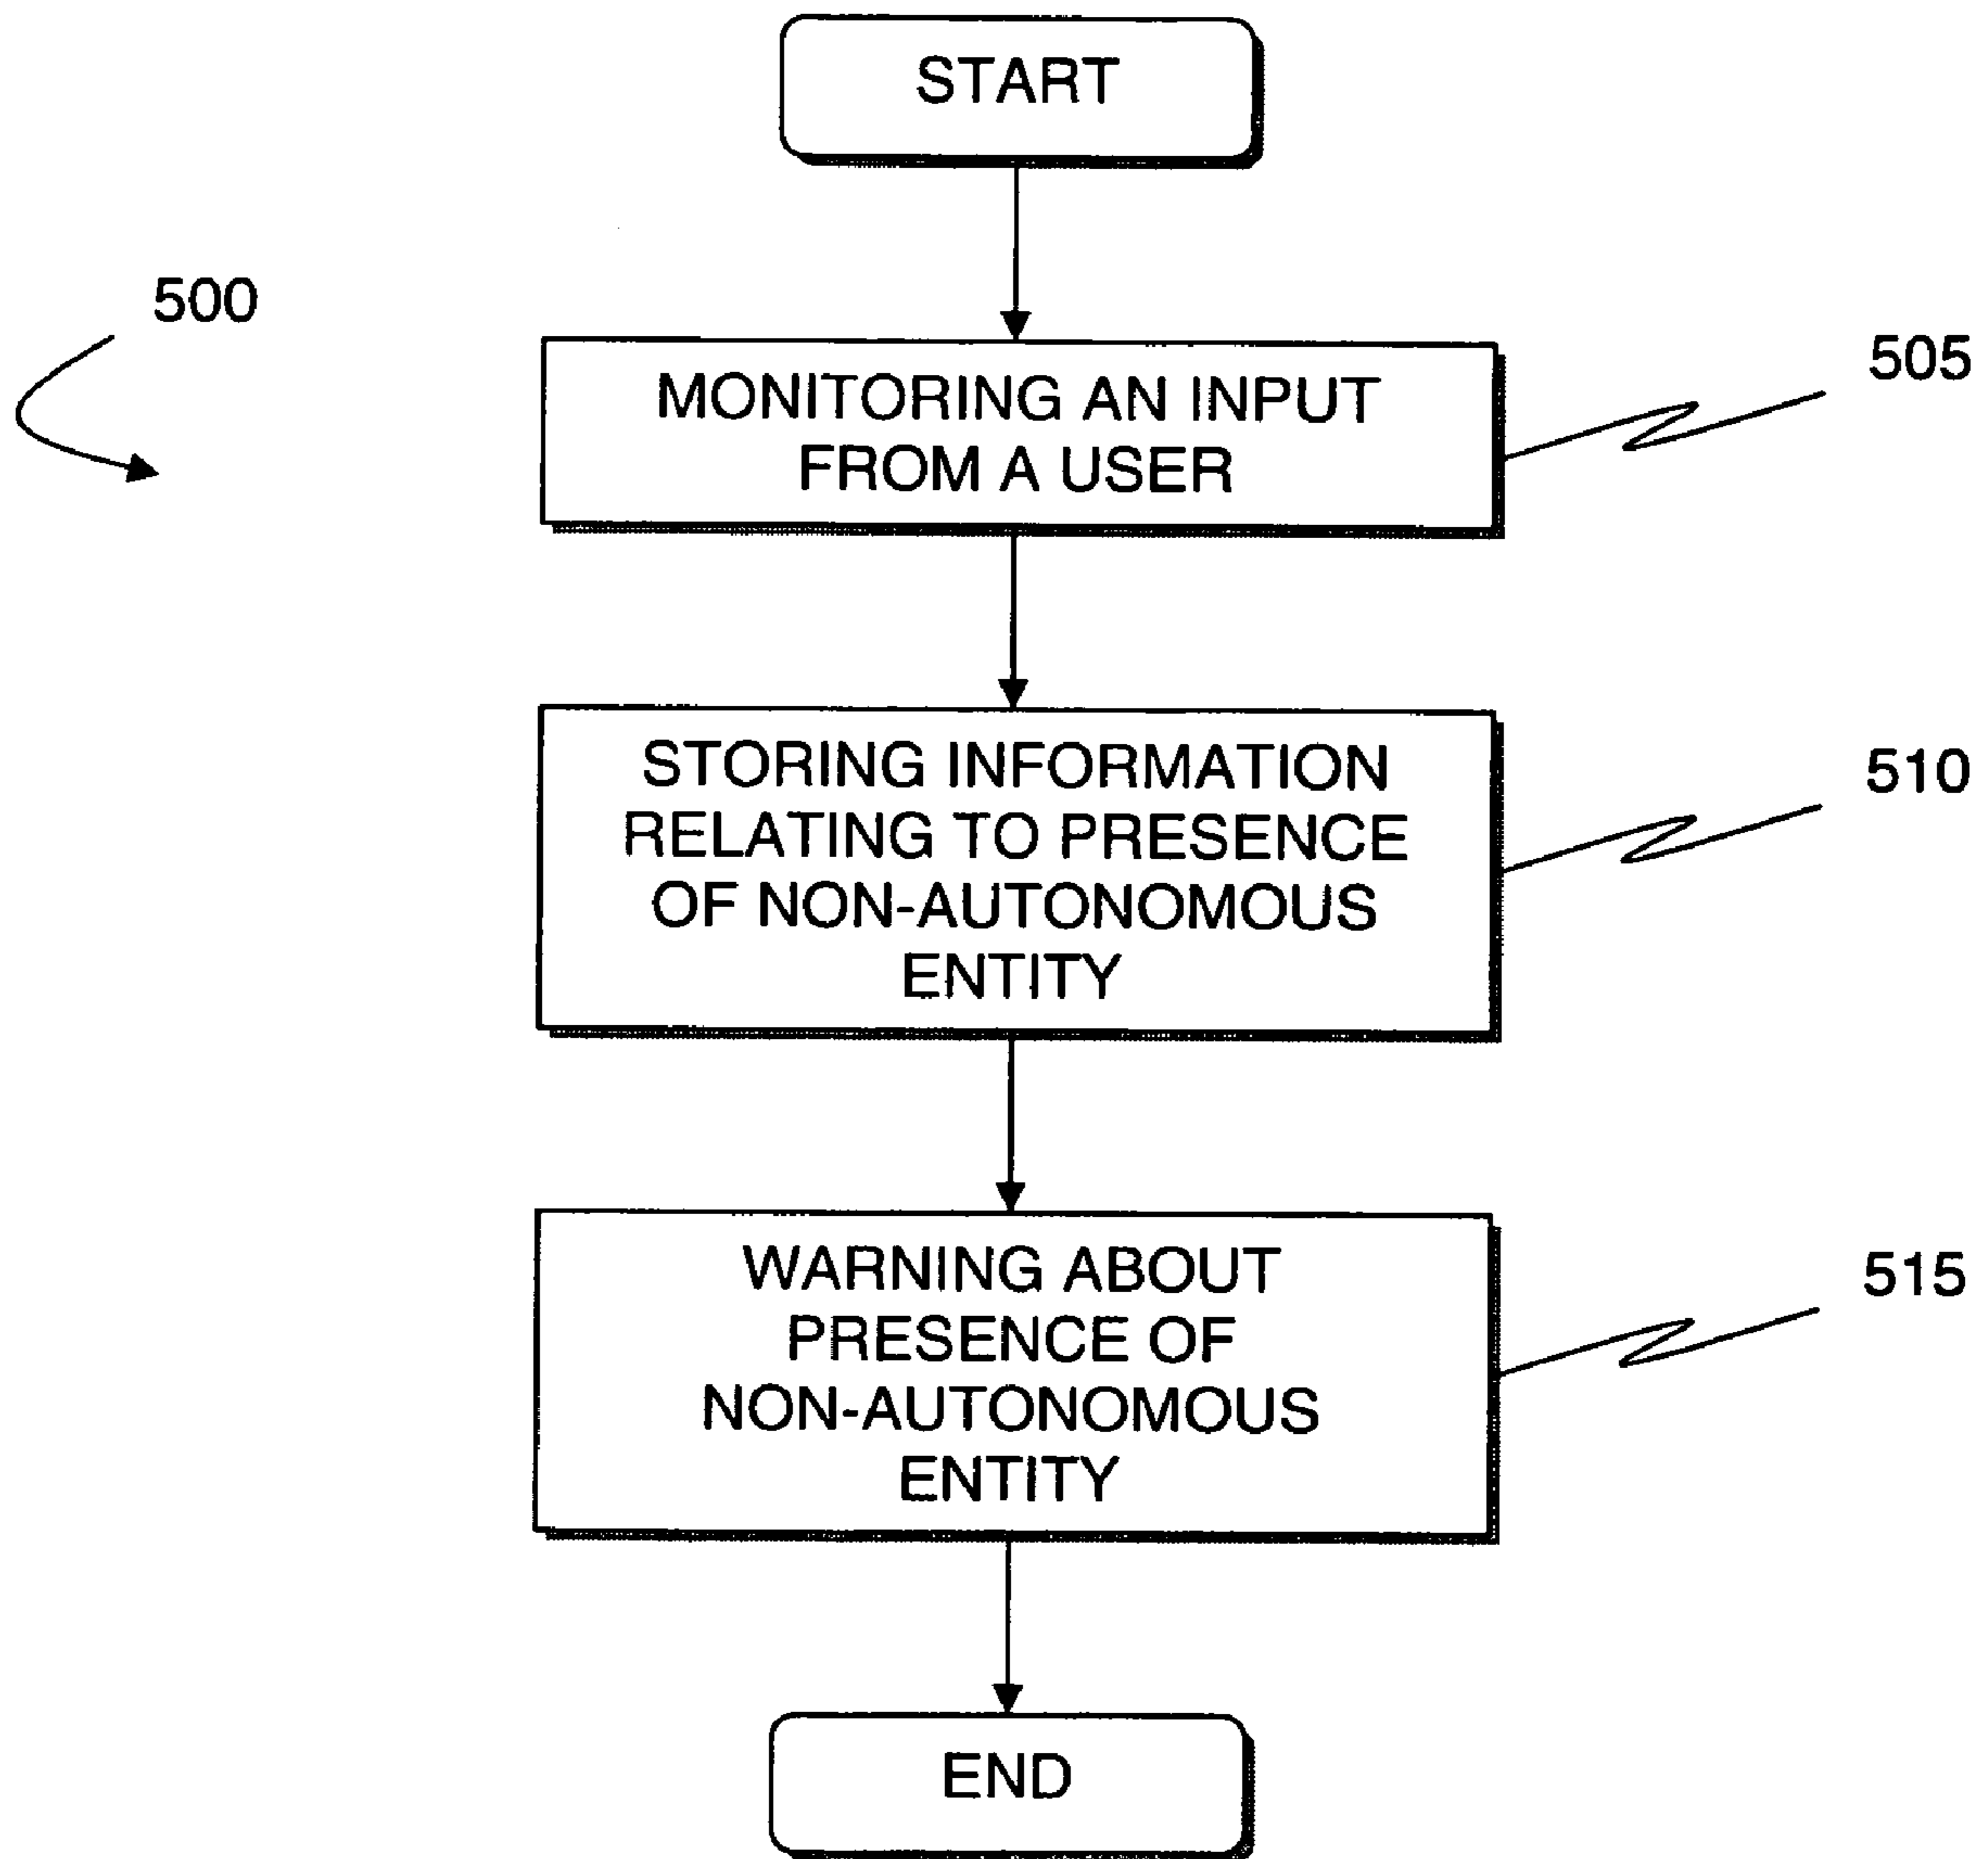 START
500
505
MONITORING AN INPUT
FROM A USER
STORING INFORMATION
RELATING TO PRESENCE
OF NON-AUTONOMOUS
ENTITY
510
WARNING ABOUT
PRESENCE OF
NON-AUTONOMOUS
ENTITY
515
END